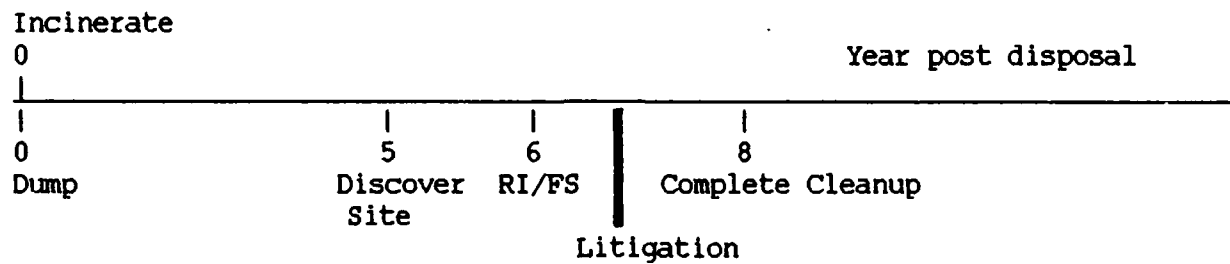 Incinerate
0 Year post disposal
0 5 6 8
Dump Discover RI/FS Complete Cleanup
Site
Litigation